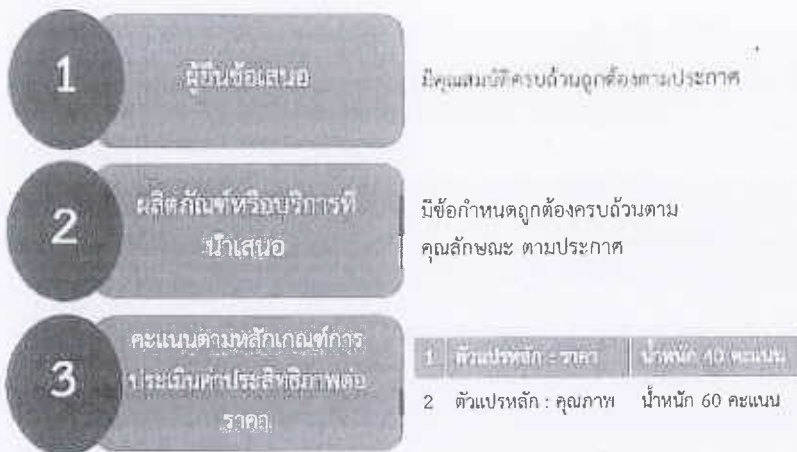 1
ผู้ยื่นข้อเสนอ
มีคุณสมบัติครบถ้วนถูกต้องตามประกาศ
2
ผลิตภัณฑ์หรือบริการที่
นำเสนอ
มีข้อกำหนดถูกต้องครบถ้วนตาม
คุณลักษณะ ตามประกาศ
3
คะแนนตามหลักเกณฑ์การ
ประเมินค่าประสิทธิภาพต่อ
ราคา
1 ตัวแปรหลัก : ราคา น้ำหนัก 40 คะแนน
2 ตัวแปรหลัก : คุณภาพ น้ำหนัก 60 คะแนน